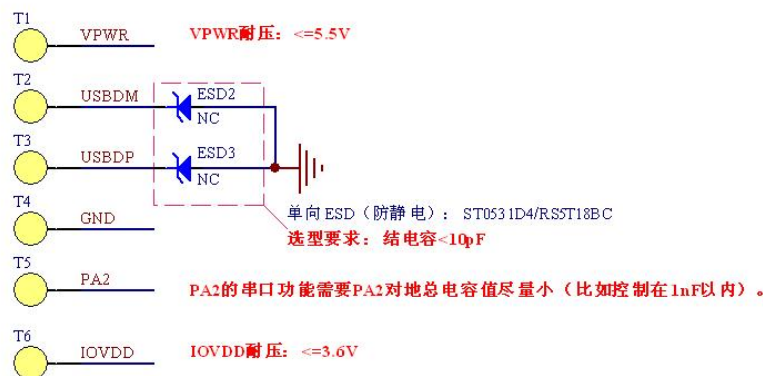 T1
VPWR
VPWR耐压：<=5.5V
T2
USBDM
ESD2
NC
T3
USBDP
ESD3
NC
T4
GND
单向ESD（防静电）：ST0531D4/RS5T18BC
选型要求：结电容<10pF
T5
PA2
PA2的串口功能需要PA2对地总电容值尽量小（比如控制在1nF以内）。
T6
IOVDD
IOVDD耐压：<=3.6V